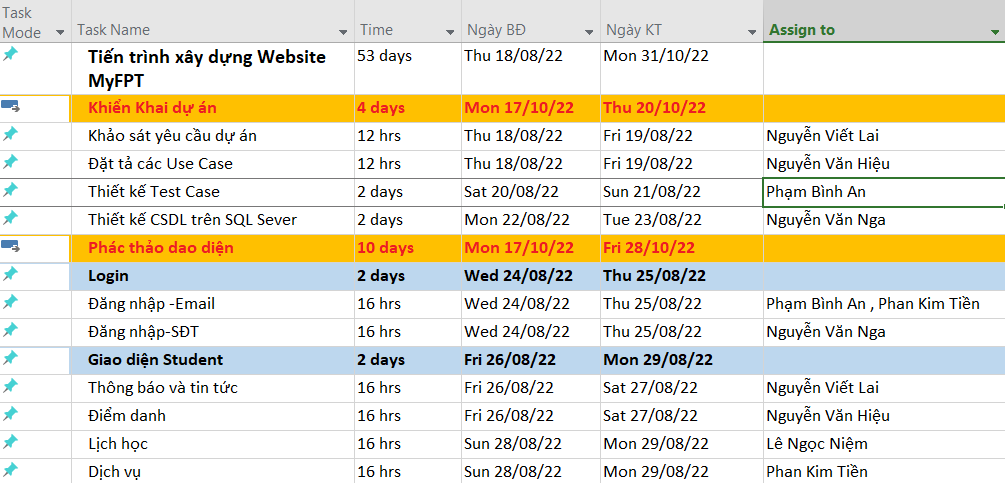 Task Mode Task Name Time Ngày BĐ Ngày KT Assign to
Tiến trình xây dựng Website MyFPT 53 days Thu 18/08/22 Mon 31/10/22
Khiển Khai dự án 4 days Mon 17/10/22 Thu 20/10/22
Khảo sát yêu cầu dự án 12 hrs Thu 18/08/22 Fri 19/08/22 Nguyễn Viết Lai
Đặt tả các Use Case 12 hrs Thu 18/08/22 Fri 19/08/22 Nguyễn Văn Hiệu
Thiết kế Test Case 2 days Sat 20/08/22 Sun 21/08/22 Phạm Bình An
Thiết kế CSDL trên SQL Sever 2 days Mon 22/08/22 Tue 23/08/22 Nguyễn Văn Nga
Phác thảo dao diện 10 days Mon 17/10/22 Fri 28/10/22
Login 2 days Wed 24/08/22 Thu 25/08/22
Đăng nhập -Email 16 hrs Wed 24/08/22 Thu 25/08/22 Phạm Bình An , Phan Kim Tiền
Đăng nhập-SĐT 16 hrs Wed 24/08/22 Thu 25/08/22 Nguyễn Văn Nga
Giao diện Student 2 days Fri 26/08/22 Mon 29/08/22
Thông báo và tin tức 16 hrs Fri 26/08/22 Sat 27/08/22 Nguyễn Viết Lai
Điểm danh 16 hrs Fri 26/08/22 Sat 27/08/22 Nguyễn Văn Hiệu
Lịch học 16 hrs Sun 28/08/22 Mon 29/08/22 Lê Ngọc Niệm
Dịch vụ 16 hrs Sun 28/08/22 Mon 29/08/22 Phan Kim Tiền